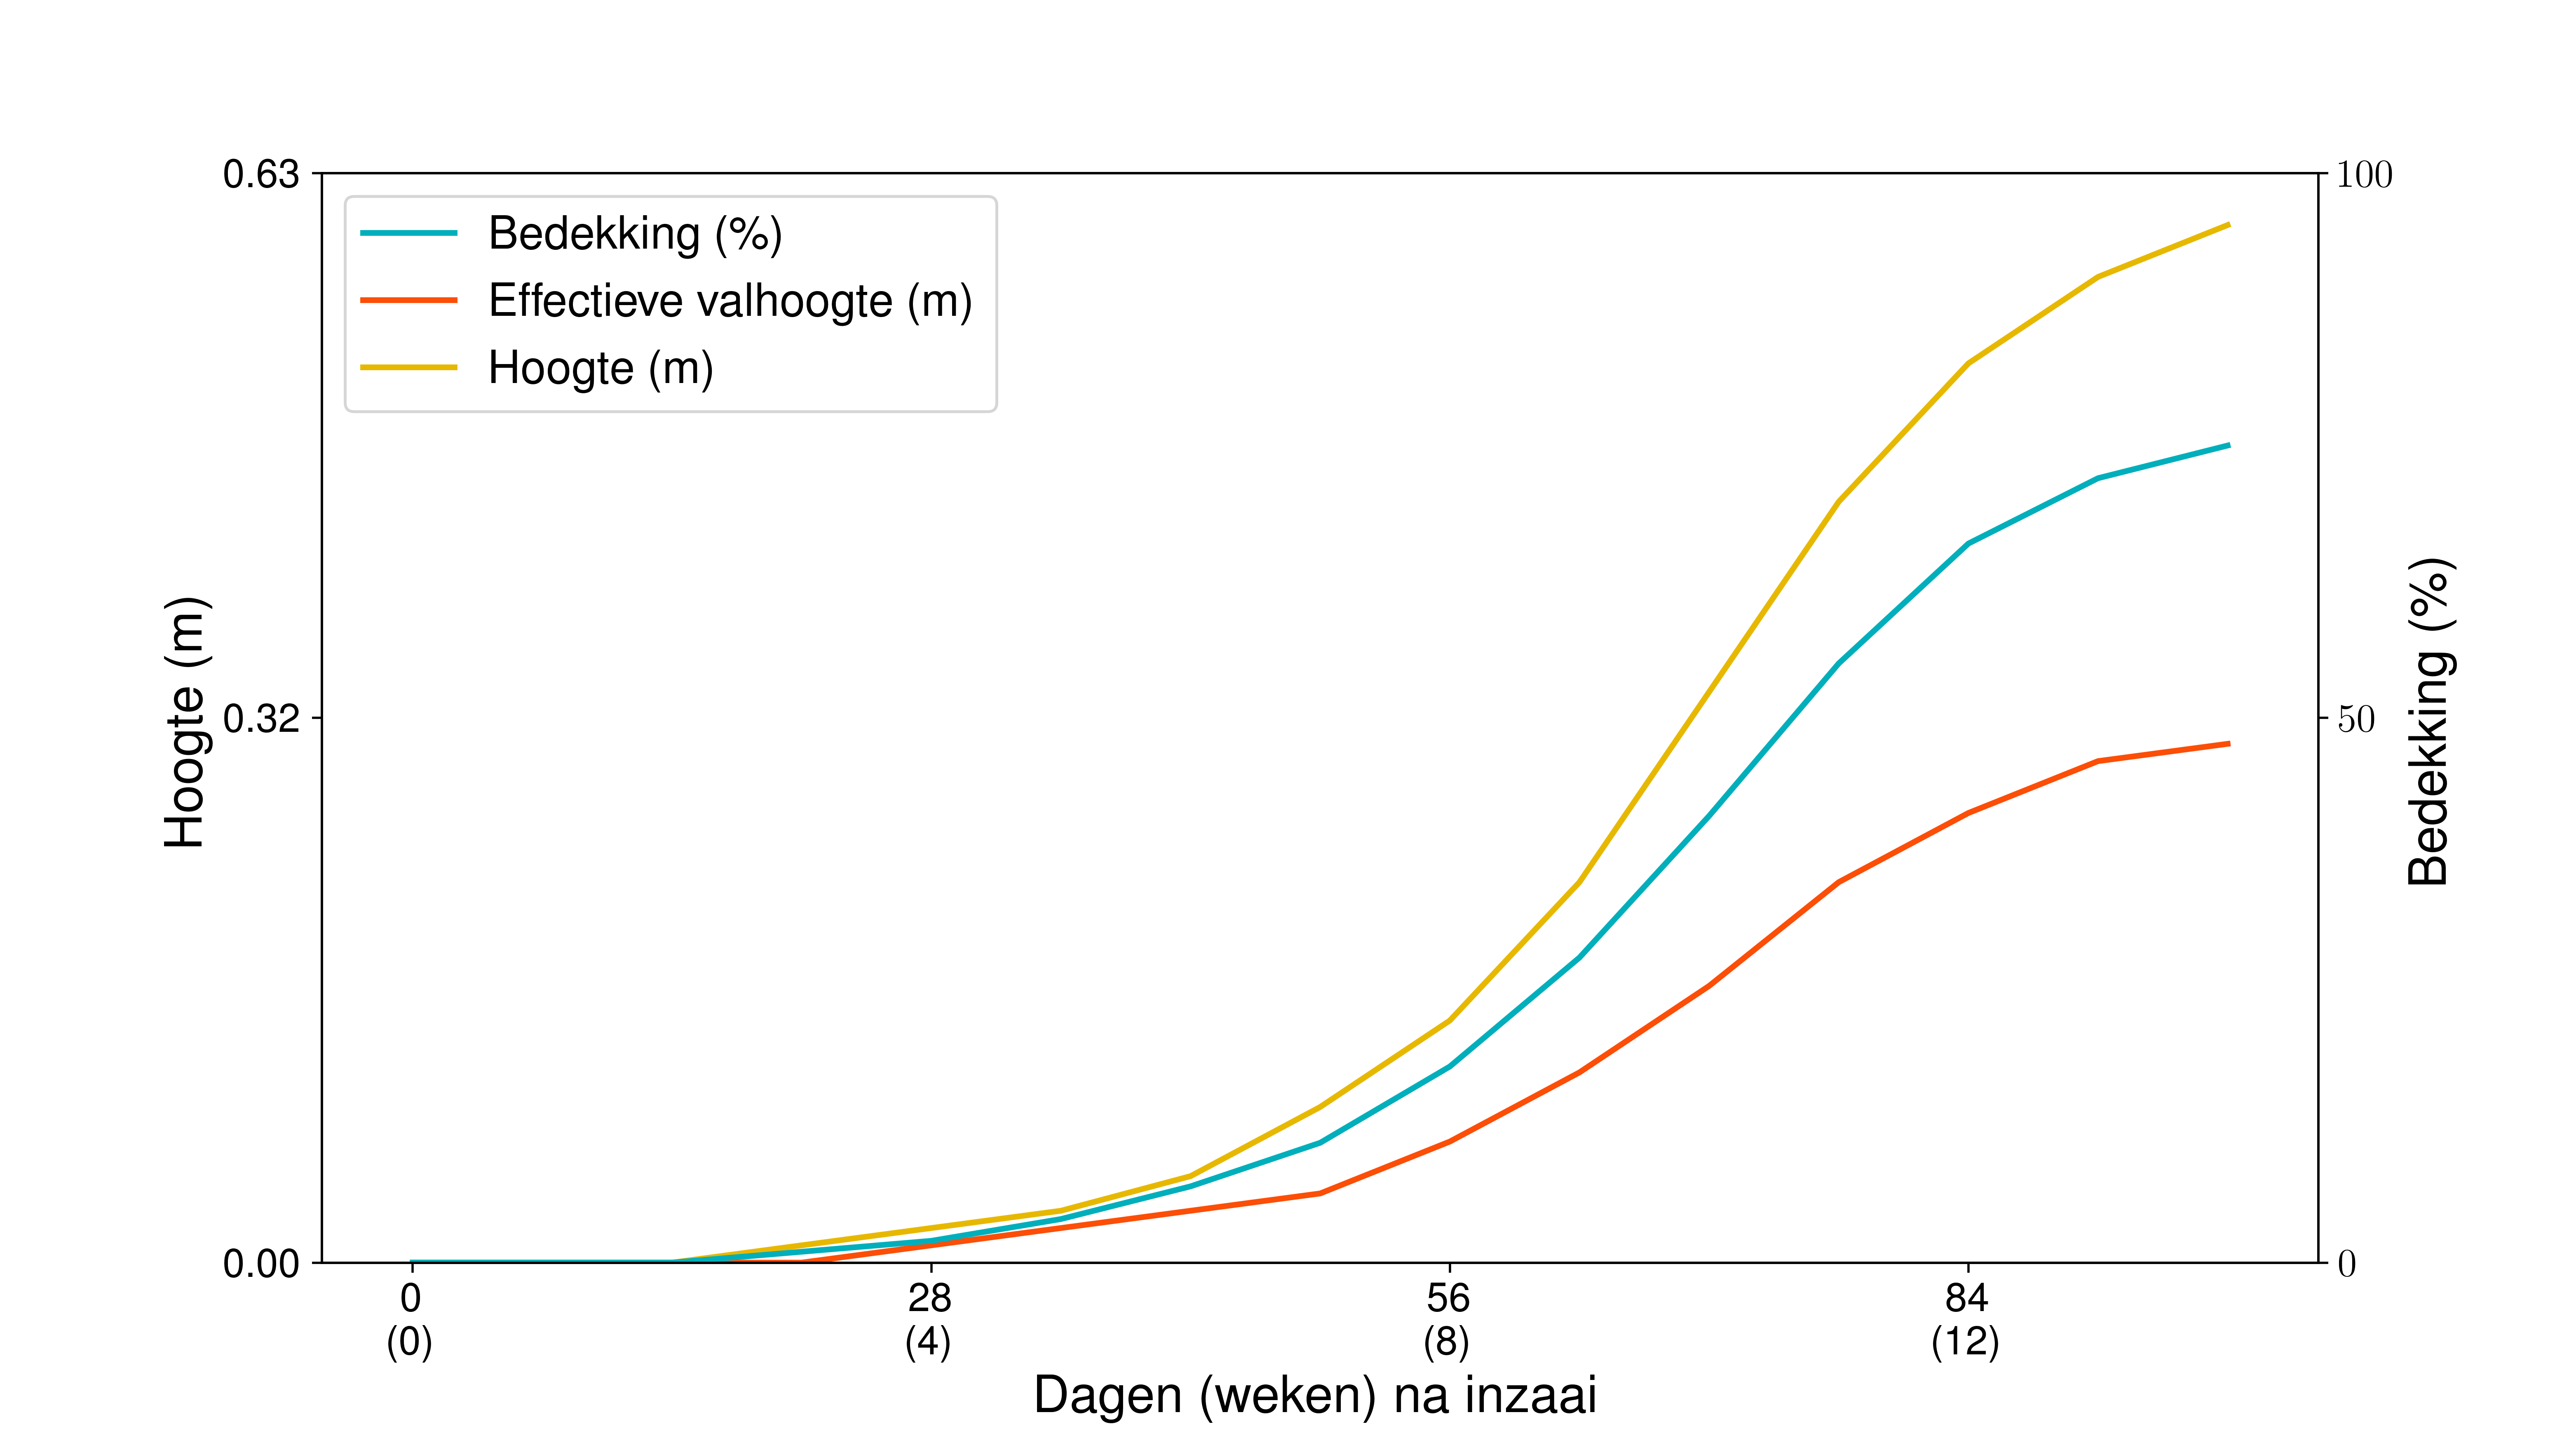 0.63
0.32
0.00
Hoogte (m)
Bedekking (%)
Effectieve valhoogte (m)
Hoogte (m)
100
50
0
Bedekking (%)
0 28 56 84
(0) (4) (8) (12)
Dagen (weken) na inzaai